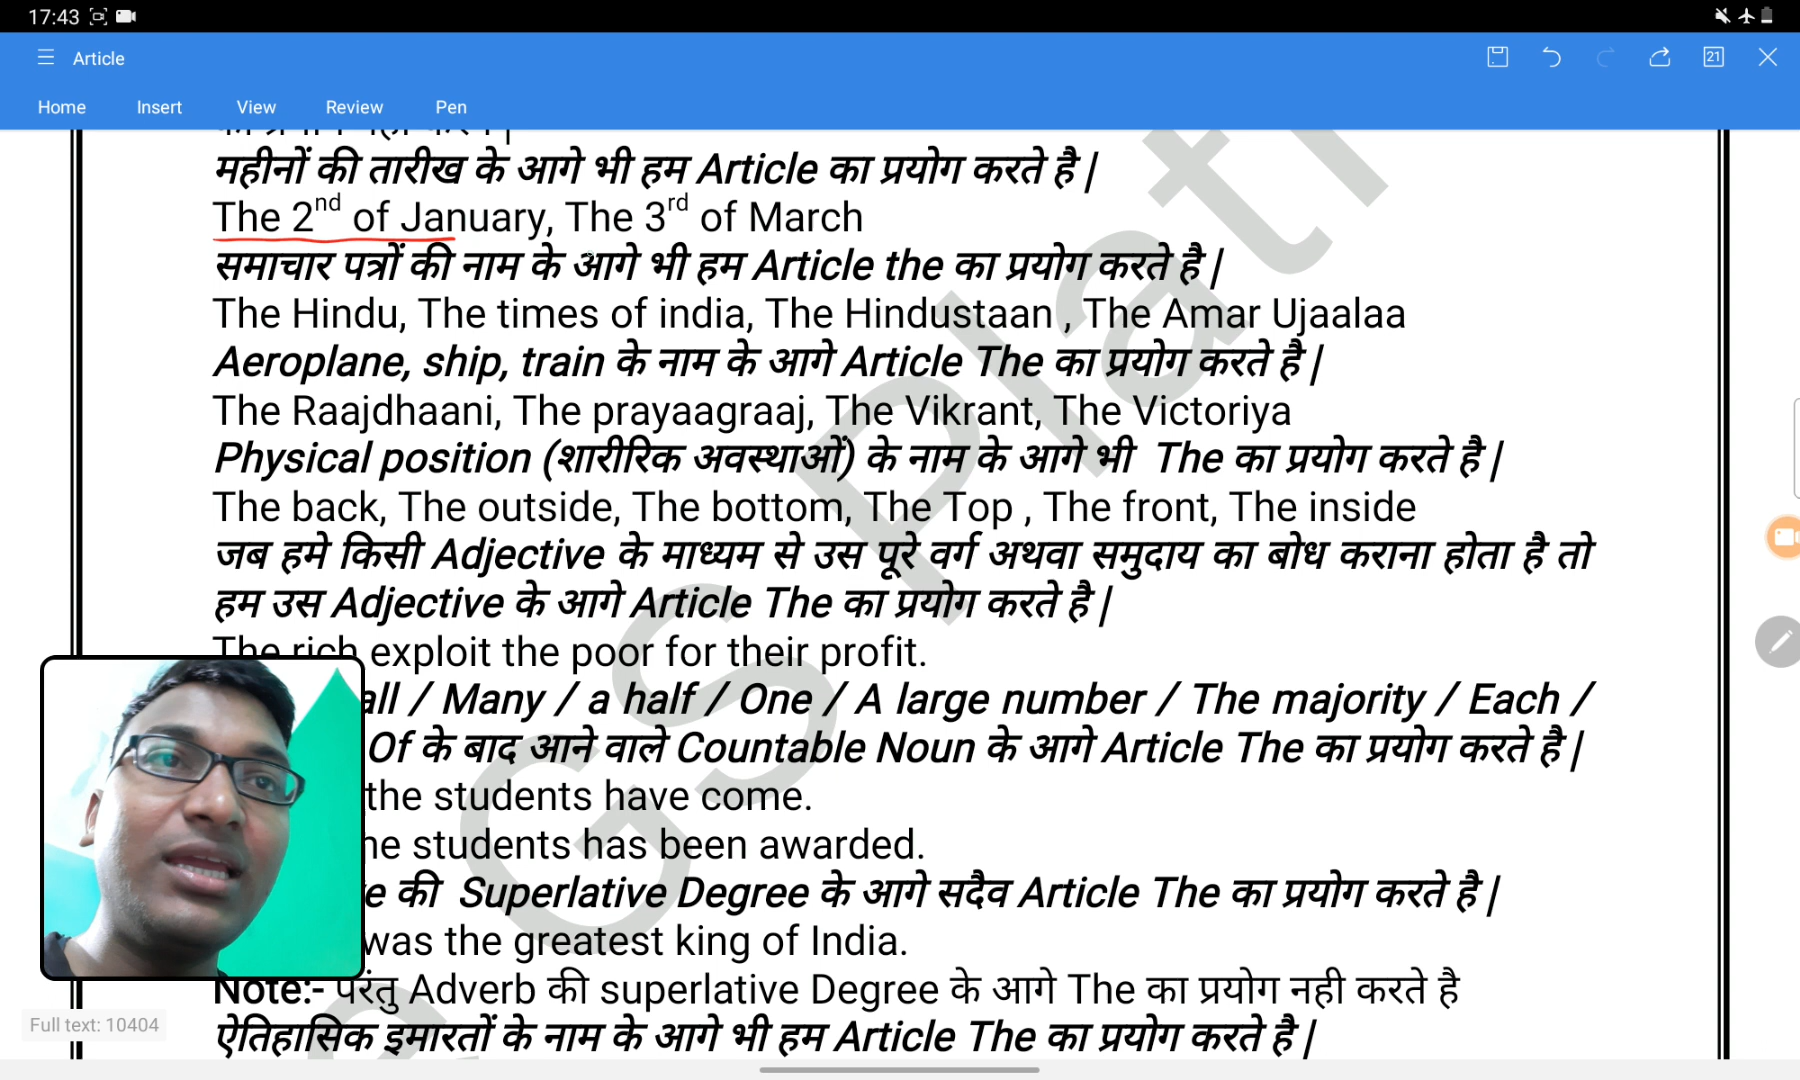 17:43
Article
21
Home Insert View Review Pen
महीनों की तारीख के आगे भी हम Article का प्रयोग करते है |
The 2nd of January, The 3rd of March
समाचार पत्रों की नाम के आगे भी हम Article the का प्रयोग करते है |
The Hindu, The times of india, The Hindustaan , The Amar Ujaalaa
Aeroplane, ship, train के नाम के आगे Article The का प्रयोग करते है |
The Raajdhaani, The prayaagraaj, The Vikrant, The Victoriya
Physical position (शारीरिक अवस्थाओं) के नाम के आगे भी The का प्रयोग करते है |
The back, The outside, The bottom, The Top , The front, The inside
जब हमे किसी Adjective के माध्यम से उस पूरे वर्ग अथवा समुदाय का बोध कराना होता है तो
हम उस Adjective के आगे Article The का प्रयोग करते है |
The rich exploit the poor for their profit.
all / Many / a half / One / A large number / The majority / Each /
Of के बाद आने वाले Countable Noun के आगे Article The का प्रयोग करते है |
the students have come.
students has been awarded.
की Superlative Degree के आगे सदैव Article The का प्रयोग करते है |
was the greatest king of India.
Note:- परंतु Adverb की superlative Degree के आगे The का प्रयोग नही करते है
ऐतिहासिक इमारतों के नाम के आगे भी हम Article The का प्रयोग करते है |
Full text: 10404
GS Plat